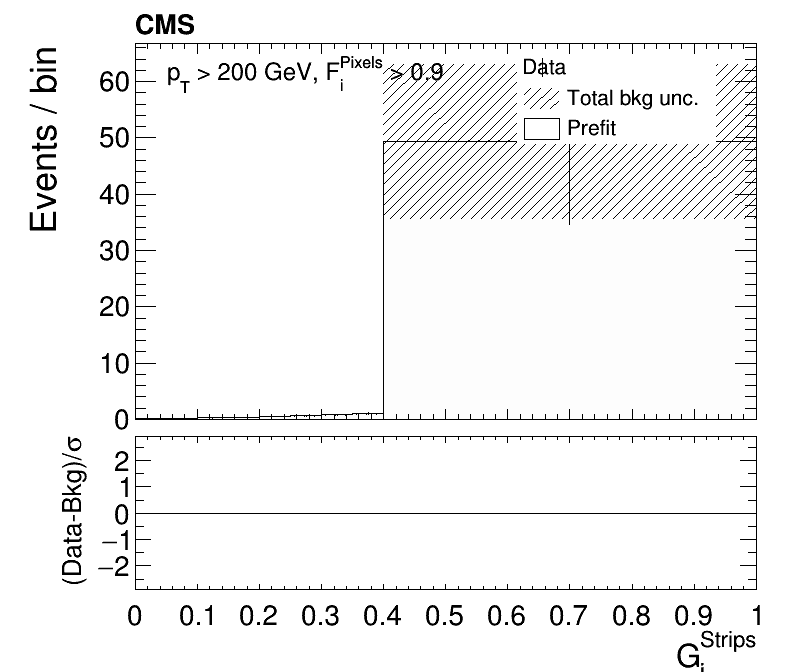 CMS
p_T > 200 GeV, F_i^Pixels > 0.9
Data
Total bkg unc.
Prefit
Events / bin
60
50
40
30
20
10
0
(Data-Bkg)/σ
2
1
0
−1
−2
0 0.1 0.2 0.3 0.4 0.5 0.6 0.7 0.8 0.9 1
G_i^Strips